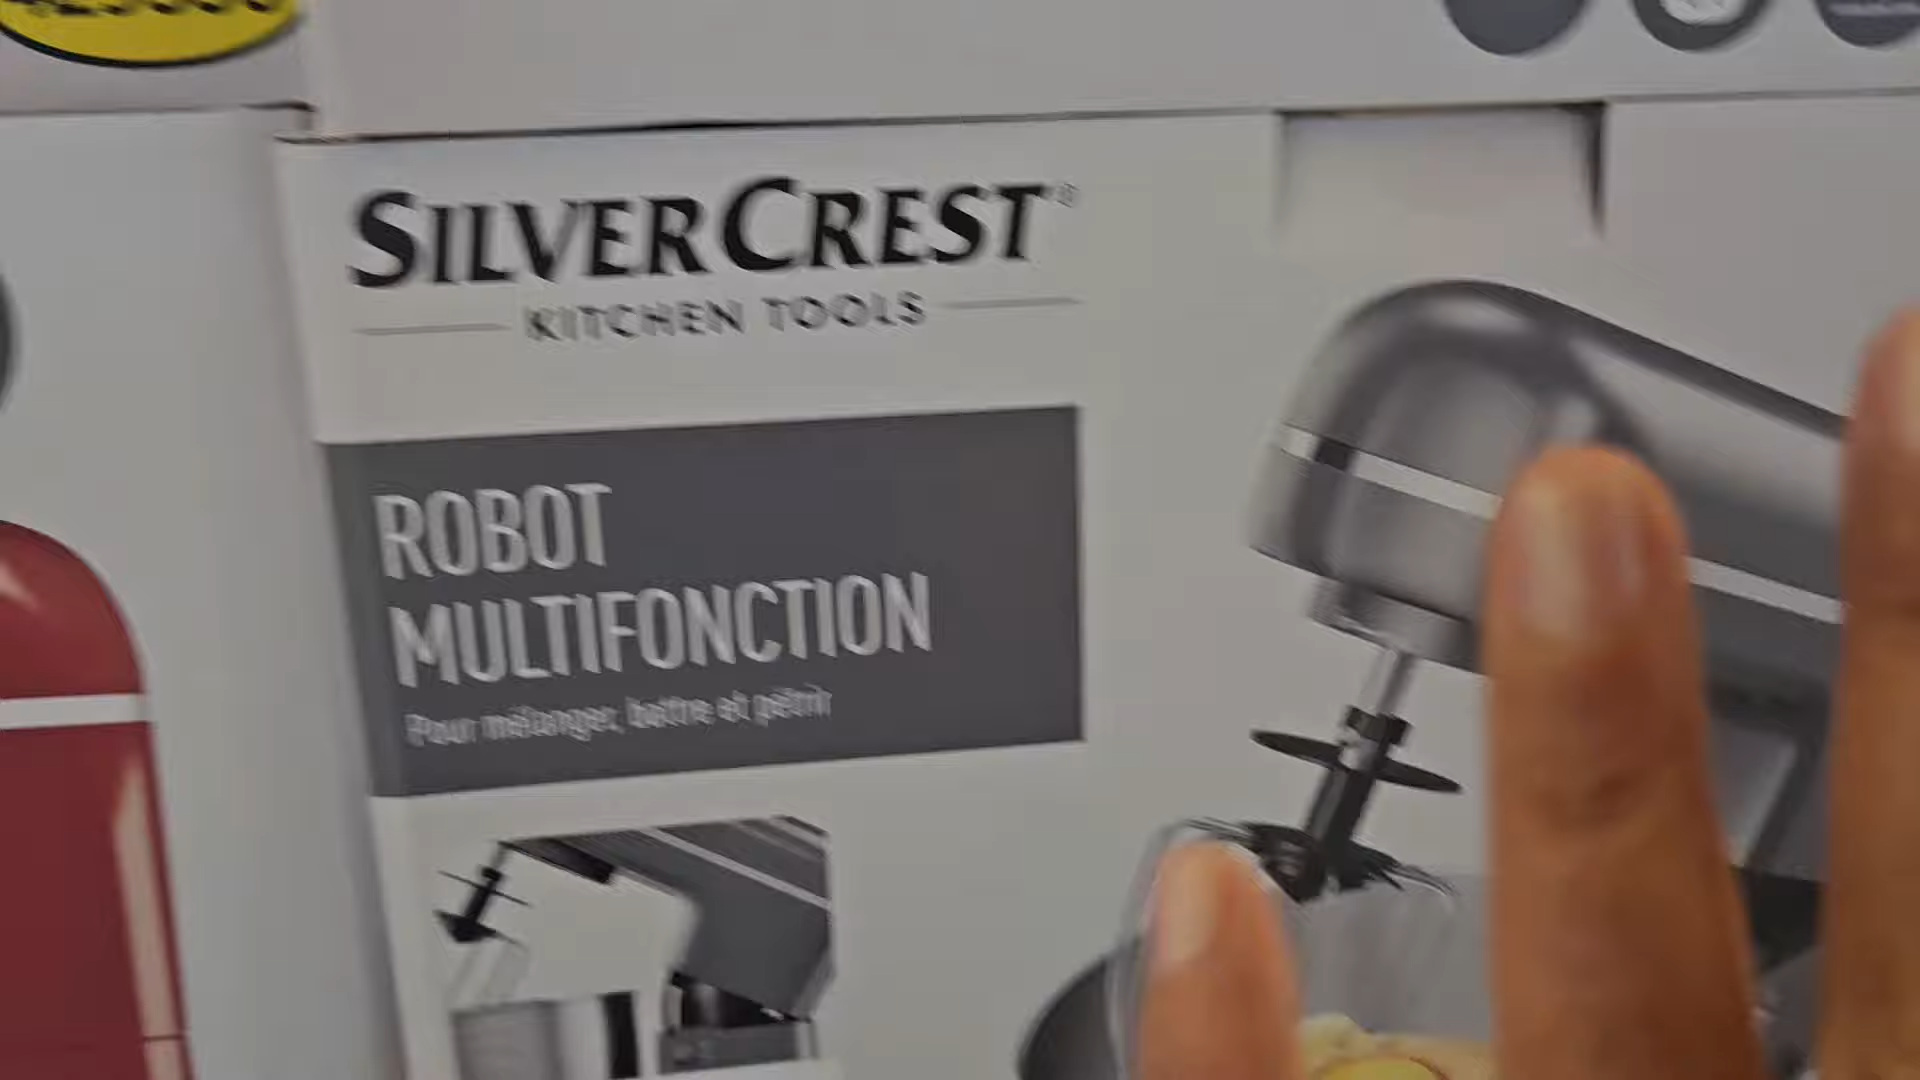 SILVERCREST®
KITCHEN TOOLS
ROBOT
MULTIFONCTION
Pour mélanger, battre et pétrir